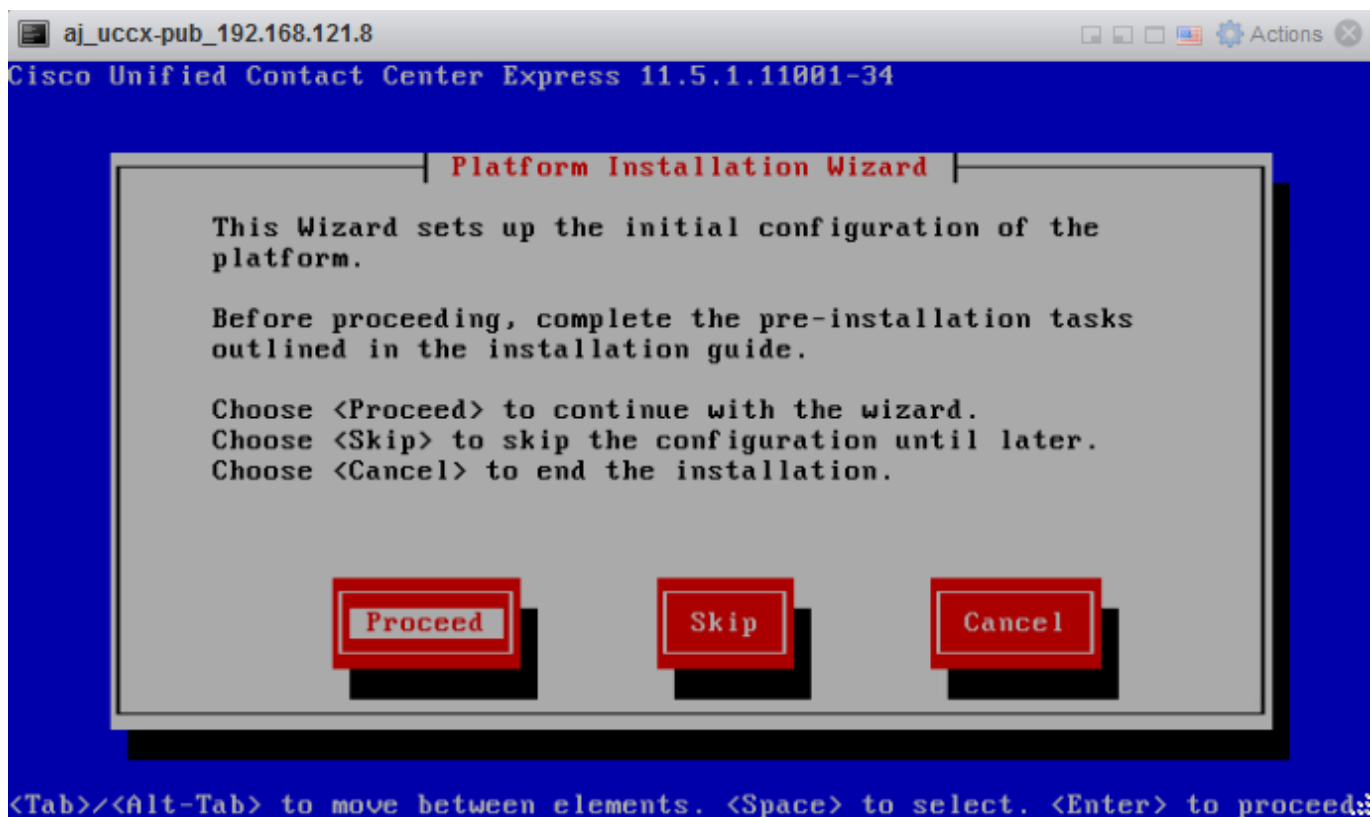 aj_uccx-pub_192.168.121.8
Actions
Cisco Unified Contact Center Express 11.5.1.11001-34
Platform Installation Wizard
This Wizard sets up the initial configuration of the
platform.
Before proceeding, complete the pre-installation tasks
outlined in the installation guide.
Choose <Proceed> to continue with the wizard.
Choose <Skip> to skip the configuration until later.
Choose <Cancel> to end the installation.
Proceed
Skip
Cancel
<Tab>/<Alt-Tab> to move between elements. <Space> to select. <Enter> to proceed.